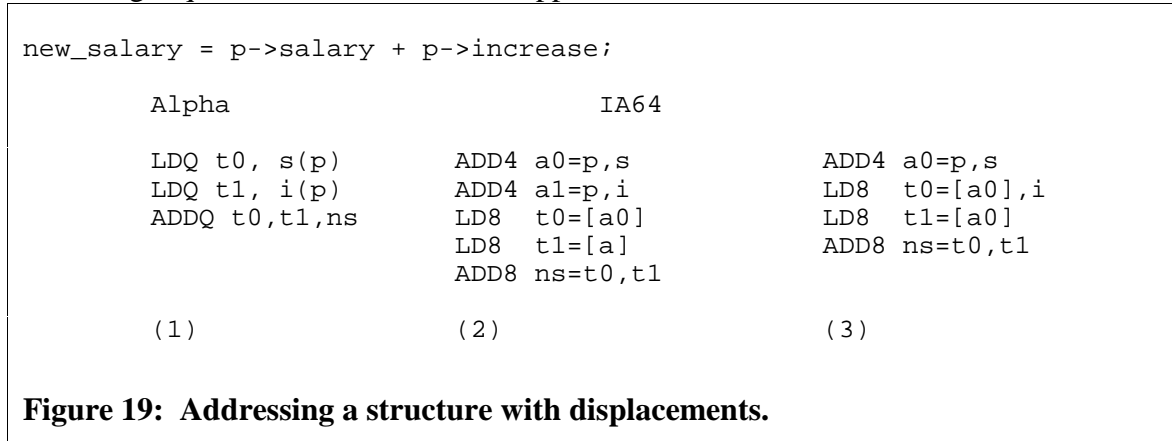 new_salary = p->salary + p->increase;
Alpha IA64
LDQ t0, s(p) ADD4 a0=p,s ADD4 a0=p,s
LDQ t1, i(p) ADD4 a1=p,i LD8 t0=[a0],i
ADDQ t0,t1,ns LD8 t0=[a0] LD8 t1=[a0]
LD8 t1=[a] ADD8 ns=t0,t1
ADD8 ns=t0,t1
(1) (2) (3)
Figure 19: Addressing a structure with displacements.